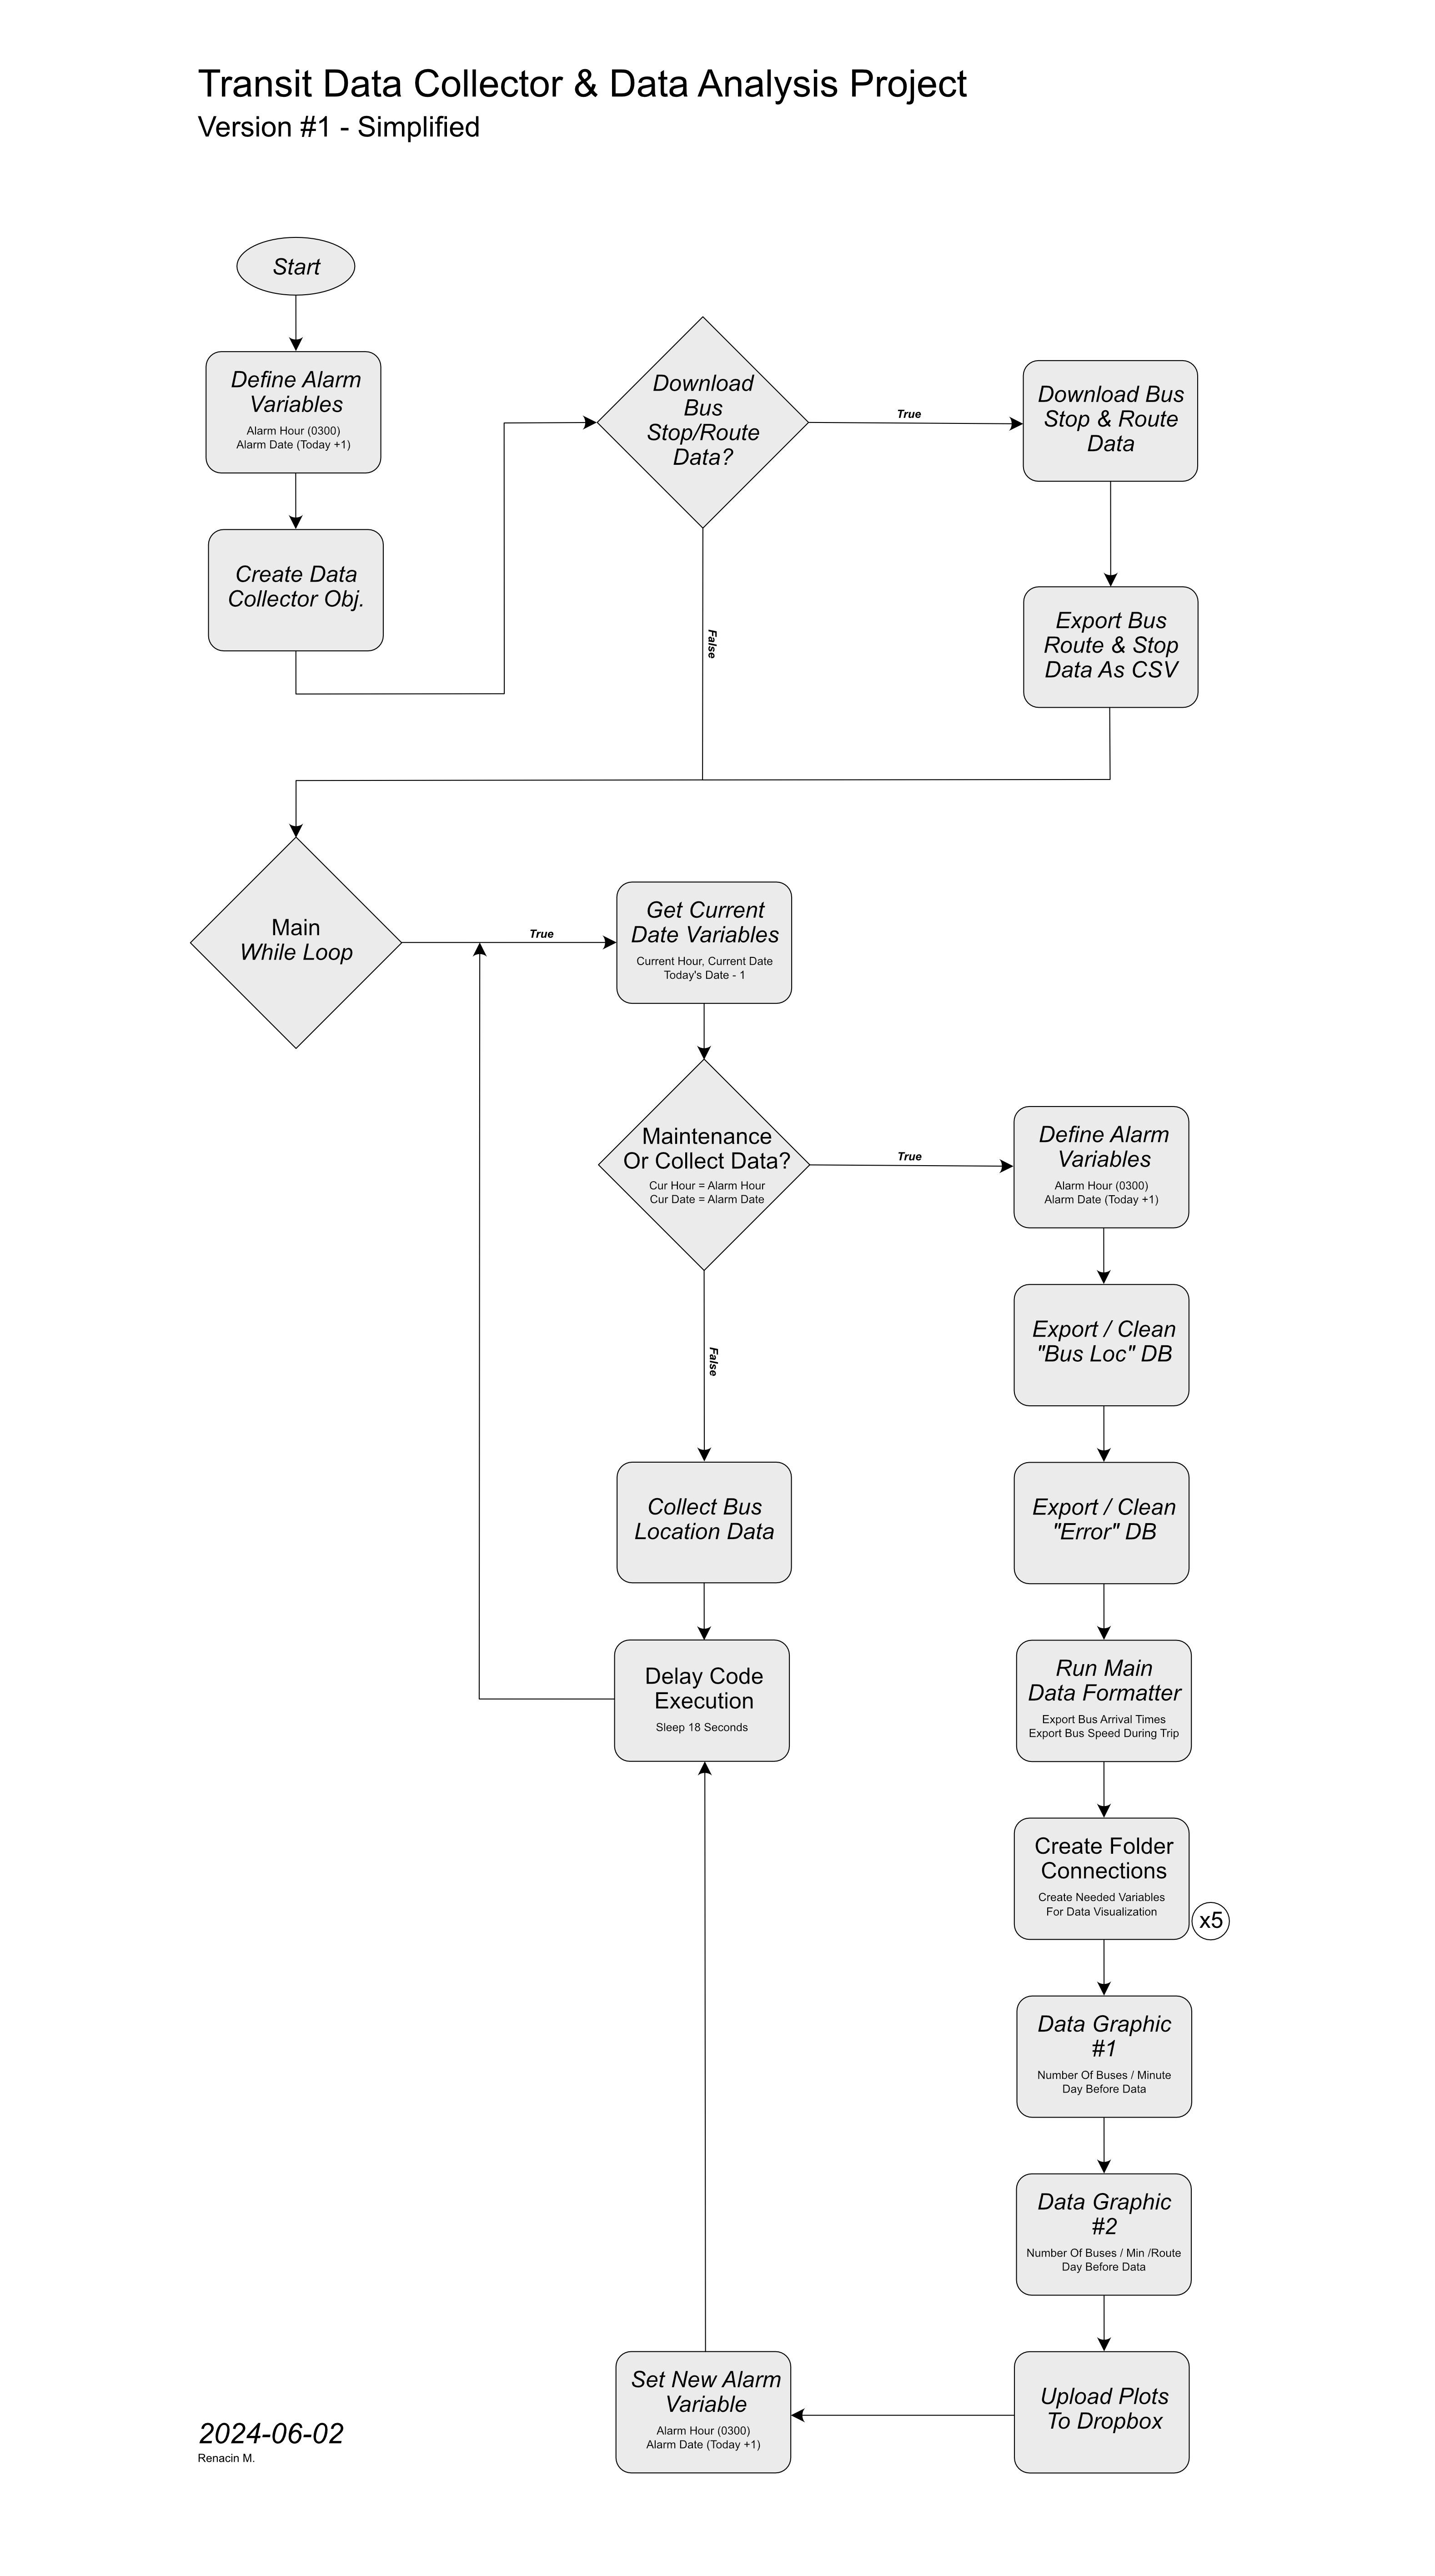 Transit Data Collector & Data Analysis Project
Version #1 - Simplified
Start
Define Alarm
Variables
Alarm Hour (0300)
Alarm Date (Today +1)
Create Data
Collector Obj.
Download
Bus
Stop/Route
Data?
True
False
Download Bus
Stop & Route
Data
Export Bus
Route & Stop
Data As CSV
Main
While Loop
True
Get Current
Date Variables
Current Hour, Current Date
Today's Date - 1
Maintenance
Or Collect Data?
Cur Hour = Alarm Hour
Cur Date = Alarm Date
True
False
Define Alarm
Variables
Alarm Hour (0300)
Alarm Date (Today +1)
Export / Clean
"Bus Loc" DB
Collect Bus
Location Data
Export / Clean
"Error" DB
Delay Code
Execution
Sleep 18 Seconds
Run Main
Data Formatter
Export Bus Arrival Times
Export Bus Speed During Trip
Create Folder
Connections
Create Needed Variables
For Data Visualization
x5
Data Graphic
#1
Number Of Buses / Minute
Day Before Data
Data Graphic
#2
Number Of Buses / Min /Route
Day Before Data
Upload Plots
To Dropbox
Set New Alarm
Variable
Alarm Hour (0300)
Alarm Date (Today +1)
2024-06-02
Renacin M.